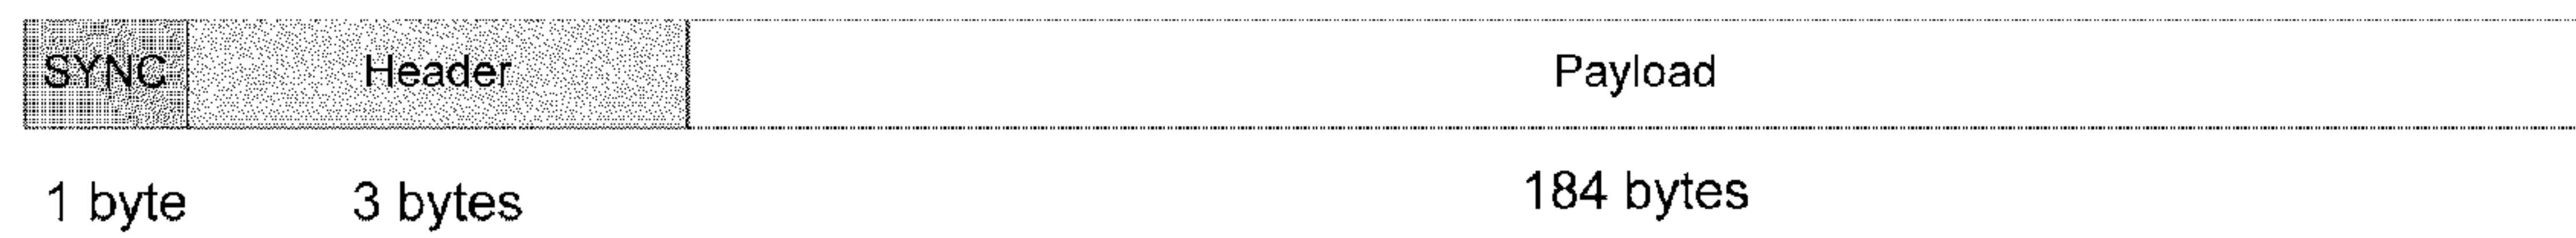 SYNC Header Payload
1 byte 3 bytes 184 bytes